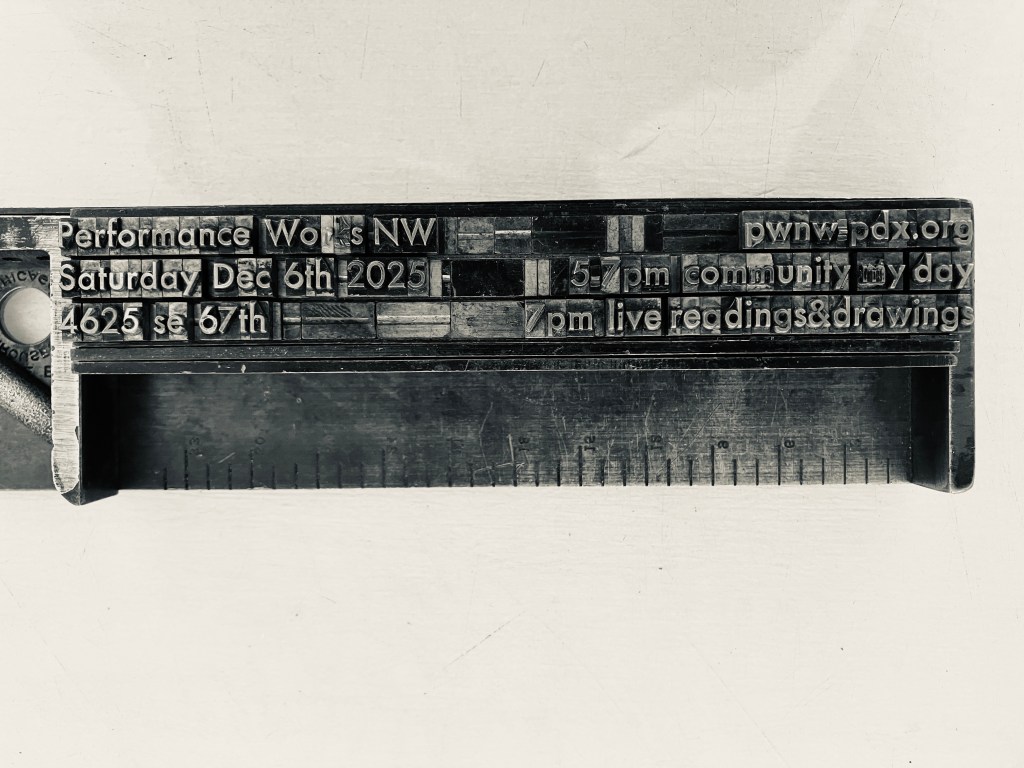 Performance Works NW pwnw-pdx.org
Saturday Dec 6th 2025 5-7pm community my day
4625 se 67th 7pm live readings&drawings